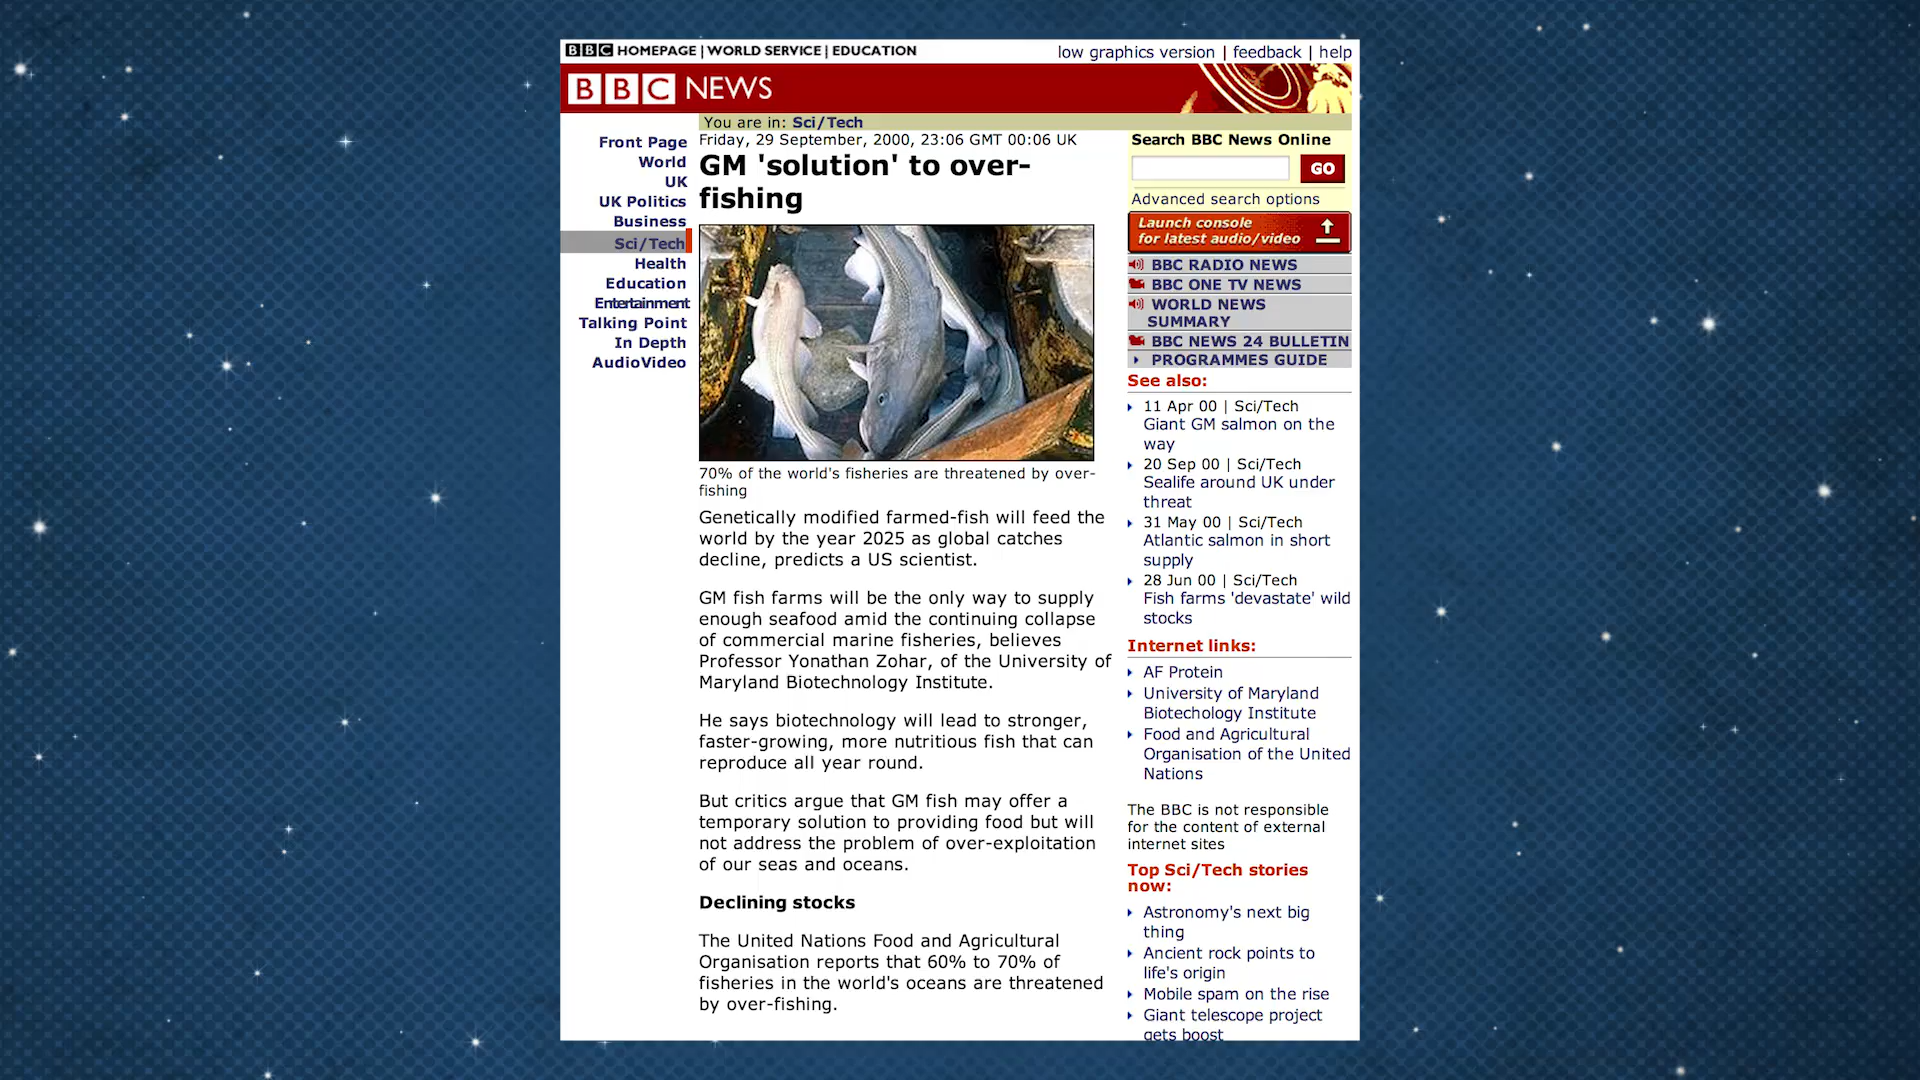 BBC HOMEPAGE | WORLD SERVICE | EDUCATION
low graphics version | feedback | help
BBC NEWS
You are in: Sci/Tech
Front Page
World
UK
UK Politics
Business
Sci/Tech
Health
Education
Entertainment
Talking Point
In Depth
AudioVideo
Friday, 29 September, 2000, 23:06 GMT 00:06 UK
GM 'solution' to over-
fishing
70% of the world's fisheries are threatened by over-
fishing
Genetically modified farmed-fish will feed the
world by the year 2025 as global catches
decline, predicts a US scientist.
GM fish farms will be the only way to supply
enough seafood amid the continuing collapse
of commercial marine fisheries, believes
Professor Yonathan Zohar, of the University of
Maryland Biotechnology Institute.
He says biotechnology will lead to stronger,
faster-growing, more nutritious fish that can
reproduce all year round.
But critics argue that GM fish may offer a
temporary solution to providing food but will
not address the problem of over-exploitation
of our seas and oceans.
Declining stocks
The United Nations Food and Agricultural
Organisation reports that 60% to 70% of
fisheries in the world's oceans are threatened
by over-fishing.
Search BBC News Online
GO
Advanced search options
Launch console
for latest audio/video
BBC RADIO NEWS
BBC ONE TV NEWS
WORLD NEWS
SUMMARY
BBC NEWS 24 BULLETIN
PROGRAMMES GUIDE
See also:
11 Apr 00 | Sci/Tech
Giant GM salmon on the
way
20 Sep 00 | Sci/Tech
Sealife around UK under
threat
31 May 00 | Sci/Tech
Atlantic salmon in short
supply
28 Jun 00 | Sci/Tech
Fish farms 'devastate' wild
stocks
Internet links:
AF Protein
University of Maryland
Biotechology Institute
Food and Agricultural
Organisation of the United
Nations
The BBC is not responsible
for the content of external
internet sites
Top Sci/Tech stories
now:
Astronomy's next big
thing
Ancient rock points to
life's origin
Mobile spam on the rise
Giant telescope project
gets boost